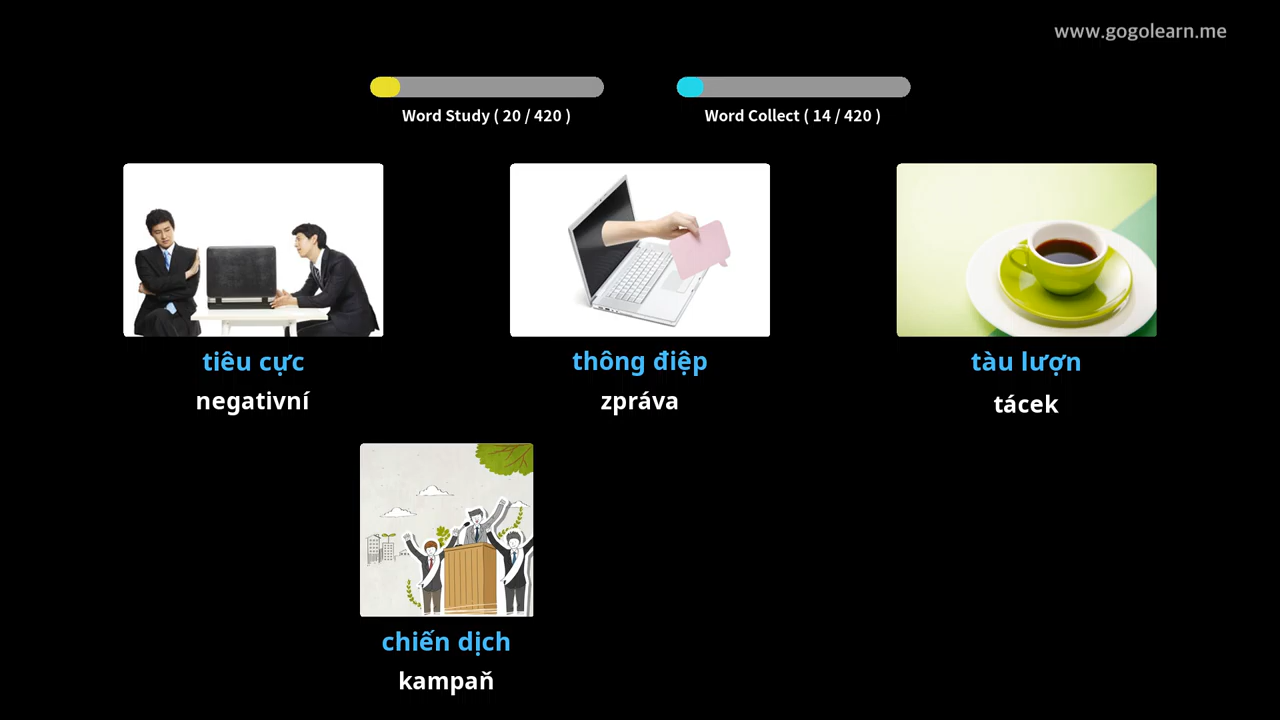 www.gogolearn.me
Word Study ( 20 / 420 )
Word Collect ( 14 / 420 )
tiêu cực
negativní
thông điệp
zpráva
tàu lượn
tácek
chiến dịch
kampaň